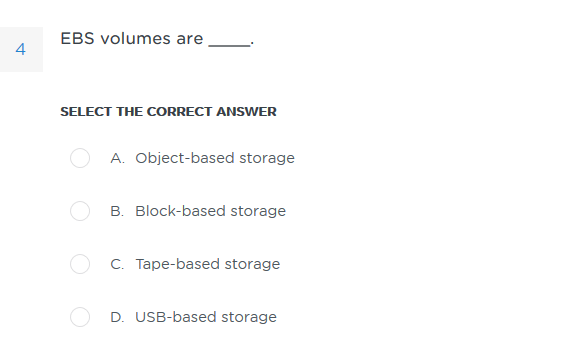 4
EBS volumes are _____.
SELECT THE CORRECT ANSWER
A. Object-based storage
B. Block-based storage
C. Tape-based storage
D. USB-based storage